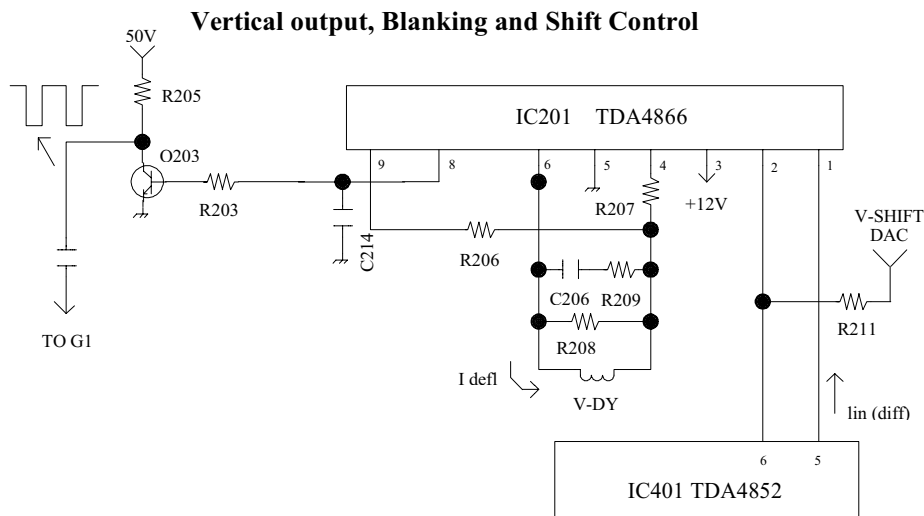 Vertical output, Blanking and Shift Control
50V
R205
IC201 TDA4866
O203
9
8
6
5
4
3
2
1
R203
R207
+12V
V-SHIFT
DAC
C214
R206
C206
R209
R211
TO G1
R208
I defl
V-DY
lin (diff)
6
5
IC401 TDA4852